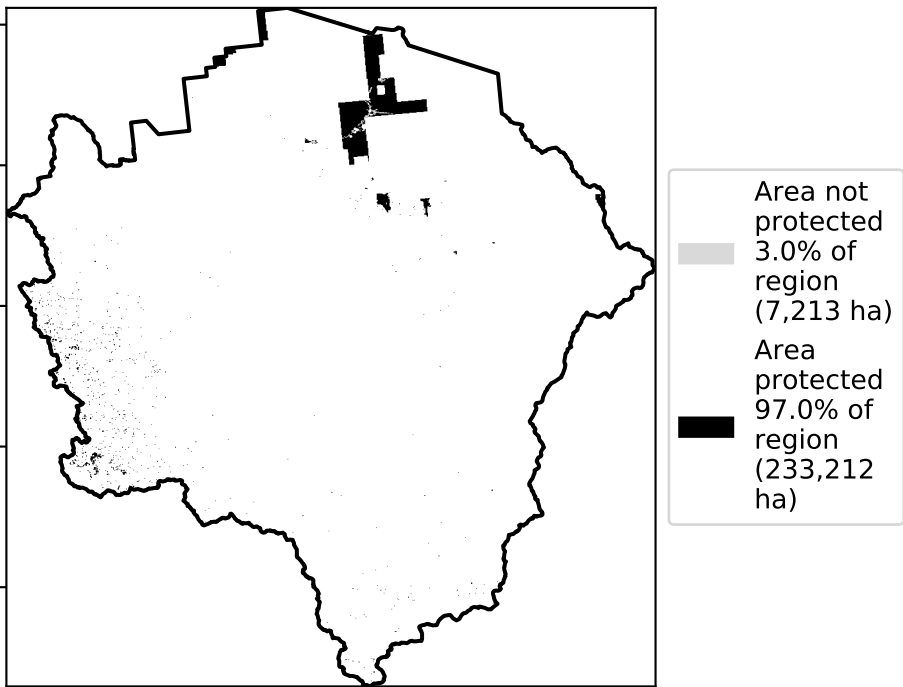 Area not
protected
3.0% of
region
(7,213 ha)
Area
protected
97.0% of
region
(233,212
ha)